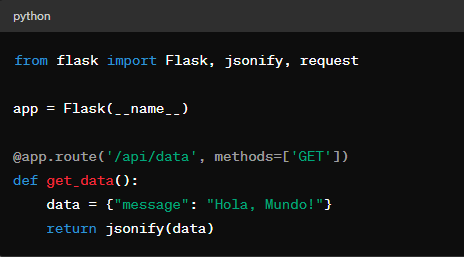 python
from flask import Flask, jsonify, request
app = Flask(__name__)
@app.route('/api/data', methods=['GET'])
def get_data():
    data = {"message": "Hola, Mundo!"}
    return jsonify(data)